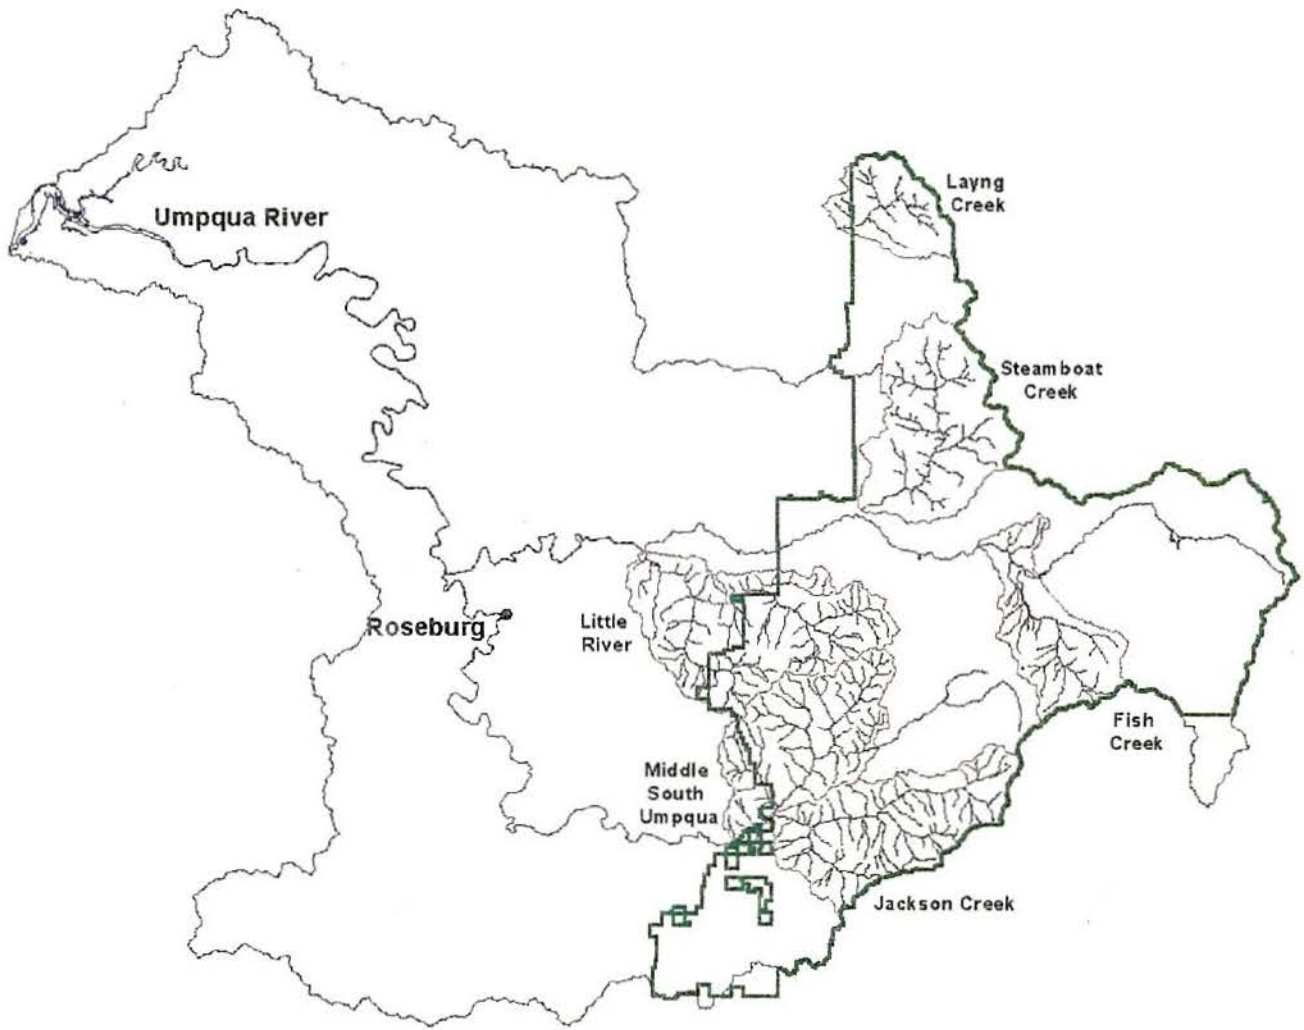 Layng
Creek
Umpqua River
Steamboat
Creek
Roseburg
Little
River
Fish
Creek
Middle
South
Umpqua
Jackson Creek